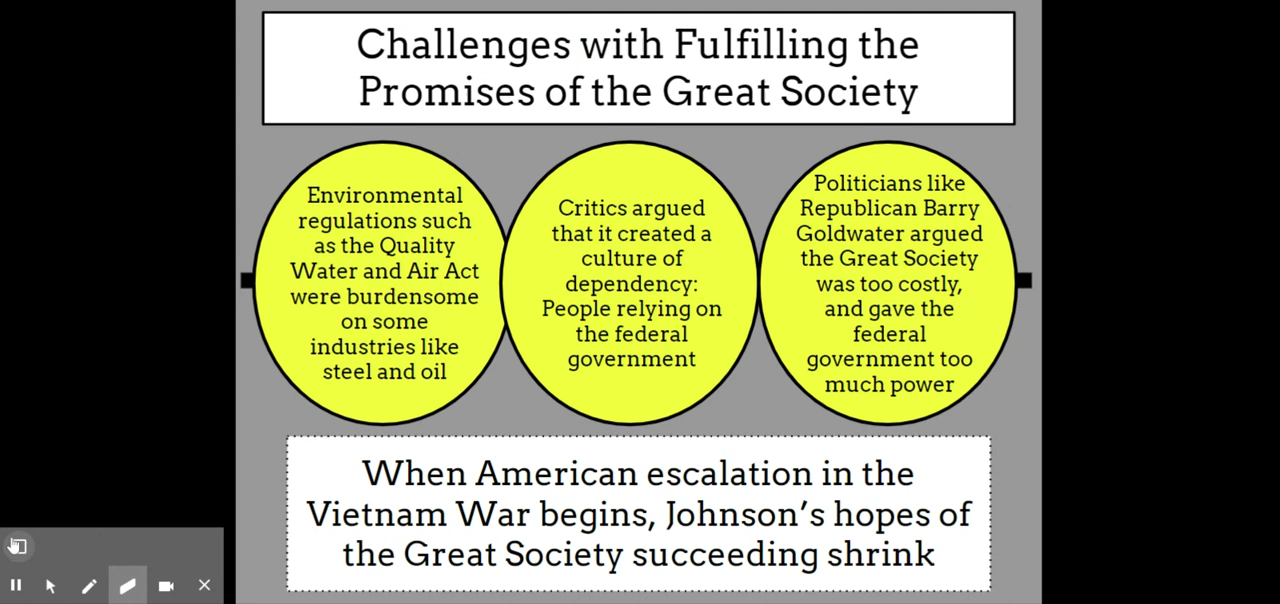 Challenges with Fulfilling the
Promises of the Great Society
Environmental
regulations such
as the Quality
Water and Air Act
were burdensome
on some
industries like
steel and oil
Critics argued
that it created a
culture of
dependency:
People relying on
the federal
government
Politicians like
Republican Barry
Goldwater argued
the Great Society
was too costly,
and gave the
federal
government too
much power
When American escalation in the
Vietnam War begins, Johnson’s hopes of
the Great Society succeeding shrink